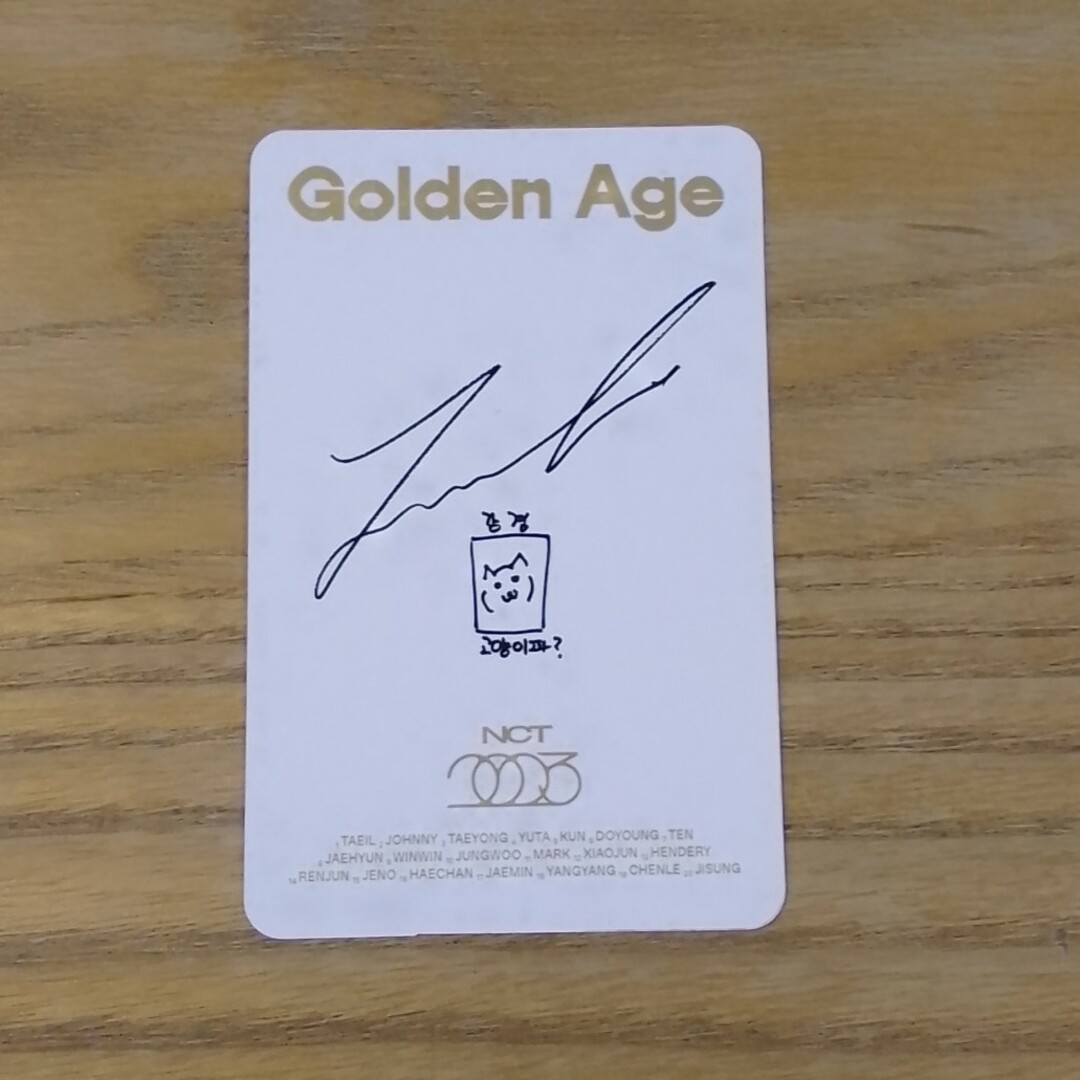 Golden Age
고양이파?
NCT
2023
1 TAEIL 2 JOHNNY 3 TAEYONG 4 YUTA 5 KUN 6 DOYOUNG 7 TEN
8 JAEHYUN 9 WINWIN 10 JUNGWOO 11 MARK 12 XIAOJUN 13 HENDERY
14 RENJUN 15 JENO 16 HAECHAN 17 JAEMIN 18 YANGYANG 19 CHENLE 20 JISUNG